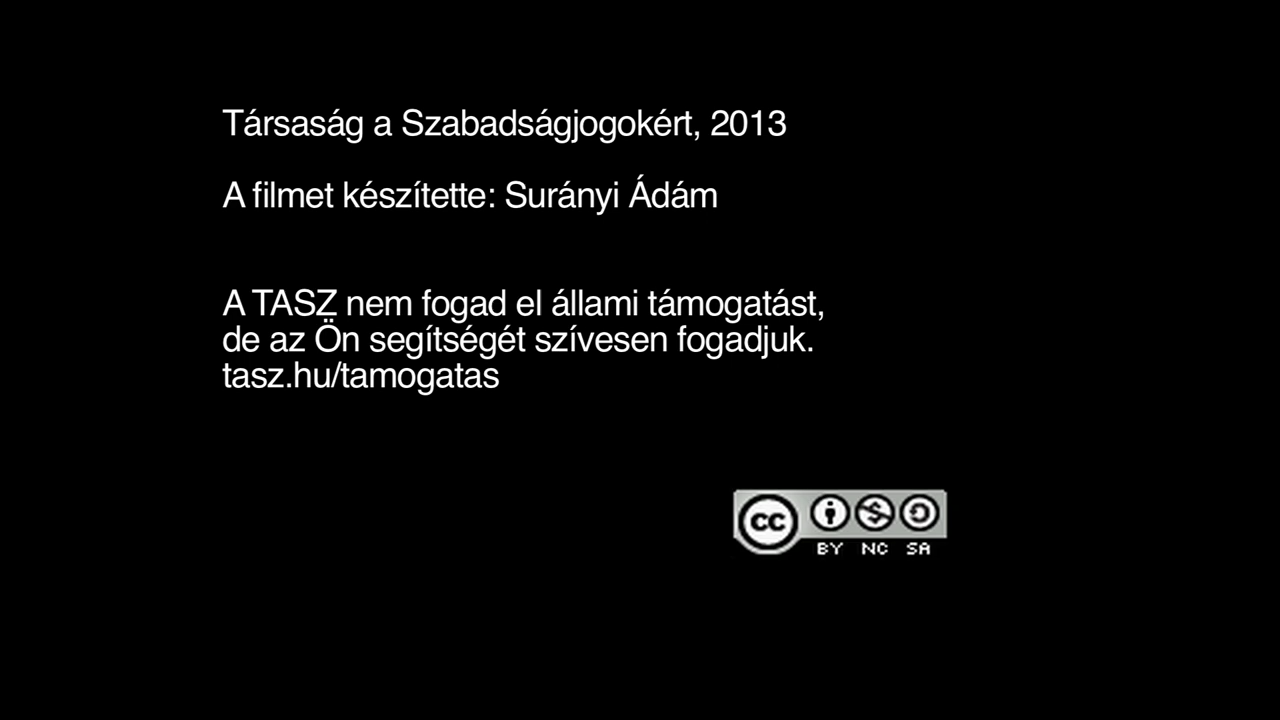 Társaság a Szabadságjogokért, 2013
A filmet készítette: Surányi Ádám
A TASZ nem fogad el állami támogatást,
de az Ön segítségét szívesen fogadjuk.
tasz.hu/tamogatas
cc
BY NC SA